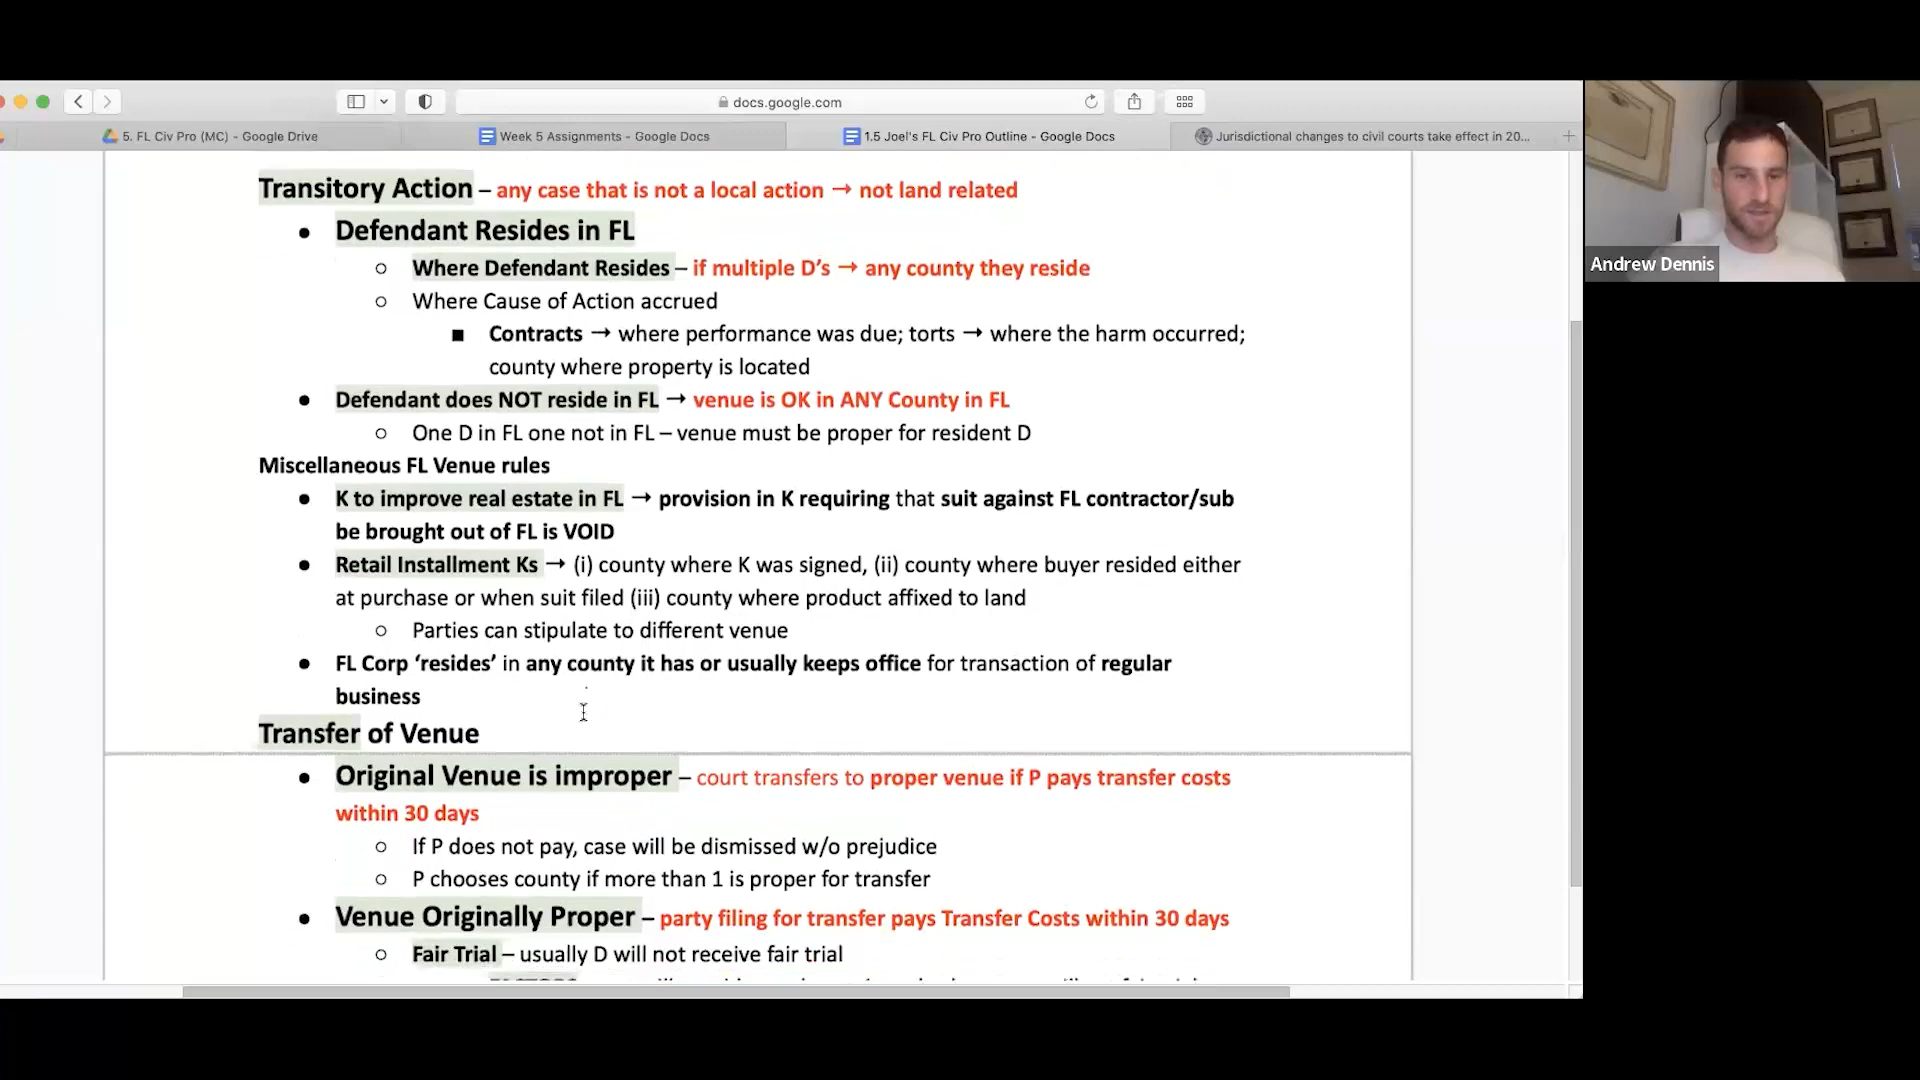 docs.google.com
5. FL Civ Pro (MC) - Google Drive
Week 5 Assignments - Google Docs
1.5 Joel's FL Civ Pro Outline - Google Docs
Jurisdictional changes to civil courts take effect in 20...
Andrew Dennis
Transitory Action – any case that is not a local action → not land related
● Defendant Resides in FL
○ Where Defendant Resides – if multiple D's → any county they reside
○ Where Cause of Action accrued
■ Contracts → where performance was due; torts → where the harm occurred;
county where property is located
● Defendant does NOT reside in FL → venue is OK in ANY County in FL
○ One D in FL one not in FL – venue must be proper for resident D
Miscellaneous FL Venue rules
● K to improve real estate in FL → provision in K requiring that suit against FL contractor/sub
be brought out of FL is VOID
● Retail Installment Ks → (i) county where K was signed, (ii) county where buyer resided either
at purchase or when suit filed (iii) county where product affixed to land
○ Parties can stipulate to different venue
● FL Corp ‘resides’ in any county it has or usually keeps office for transaction of regular
business
Transfer of Venue
● Original Venue is improper – court transfers to proper venue if P pays transfer costs
within 30 days
○ If P does not pay, case will be dismissed w/o prejudice
○ P chooses county if more than 1 is proper for transfer
● Venue Originally Proper – party filing for transfer pays Transfer Costs within 30 days
○ Fair Trial – usually D will not receive fair trial